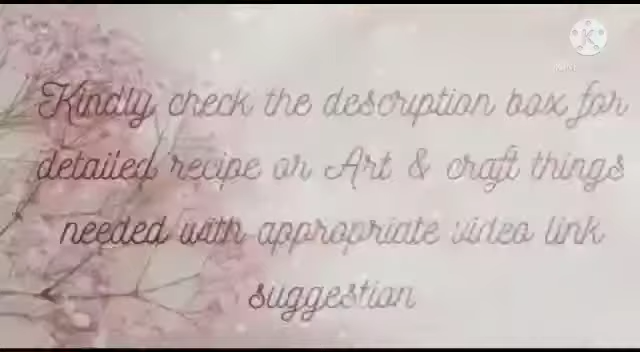 Kindly check the description box for
detailed recipe or Art & craft things
needed with appropriate video link
suggestion